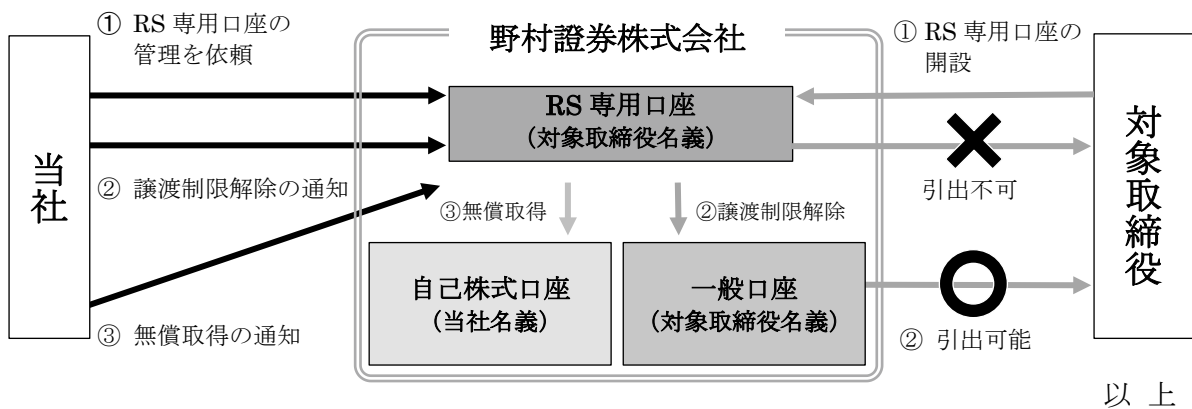 ① RS 専用口座の
管理を依頼
野村證券株式会社
① RS 専用口座の
開設
RS 専用口座
(対象取締役名義)
当社
対象取締役
② 譲渡制限解除の通知
引出不可
③無償取得
②譲渡制限解除
自己株式口座
(当社名義)
一般口座
(対象取締役名義)
③ 無償取得の通知
② 引出可能
以 上